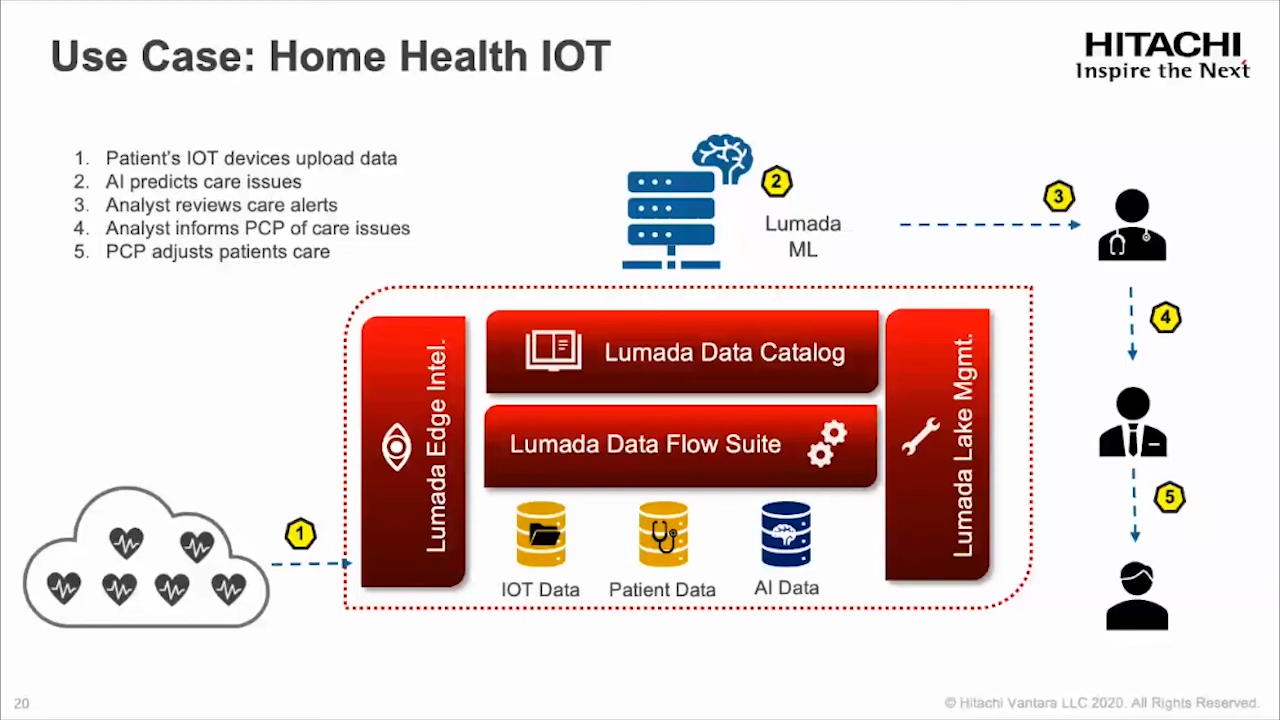 Use Case: Home Health IOT
HITACHI
Inspire the Next
1. Patient's IOT devices upload data
2. AI predicts care issues
3. Analyst reviews care alerts
4. Analyst informs PCP of care issues
5. PCP adjusts patients care
2
Lumada
ML
3
4
5
1
Lumada Edge Intel.
Lumada Data Catalog
Lumada Data Flow Suite
Lumada Lake Mgmt.
IOT Data
Patient Data
AI Data
20
© Hitachi Vantara LLC 2020. All Rights Reserved.